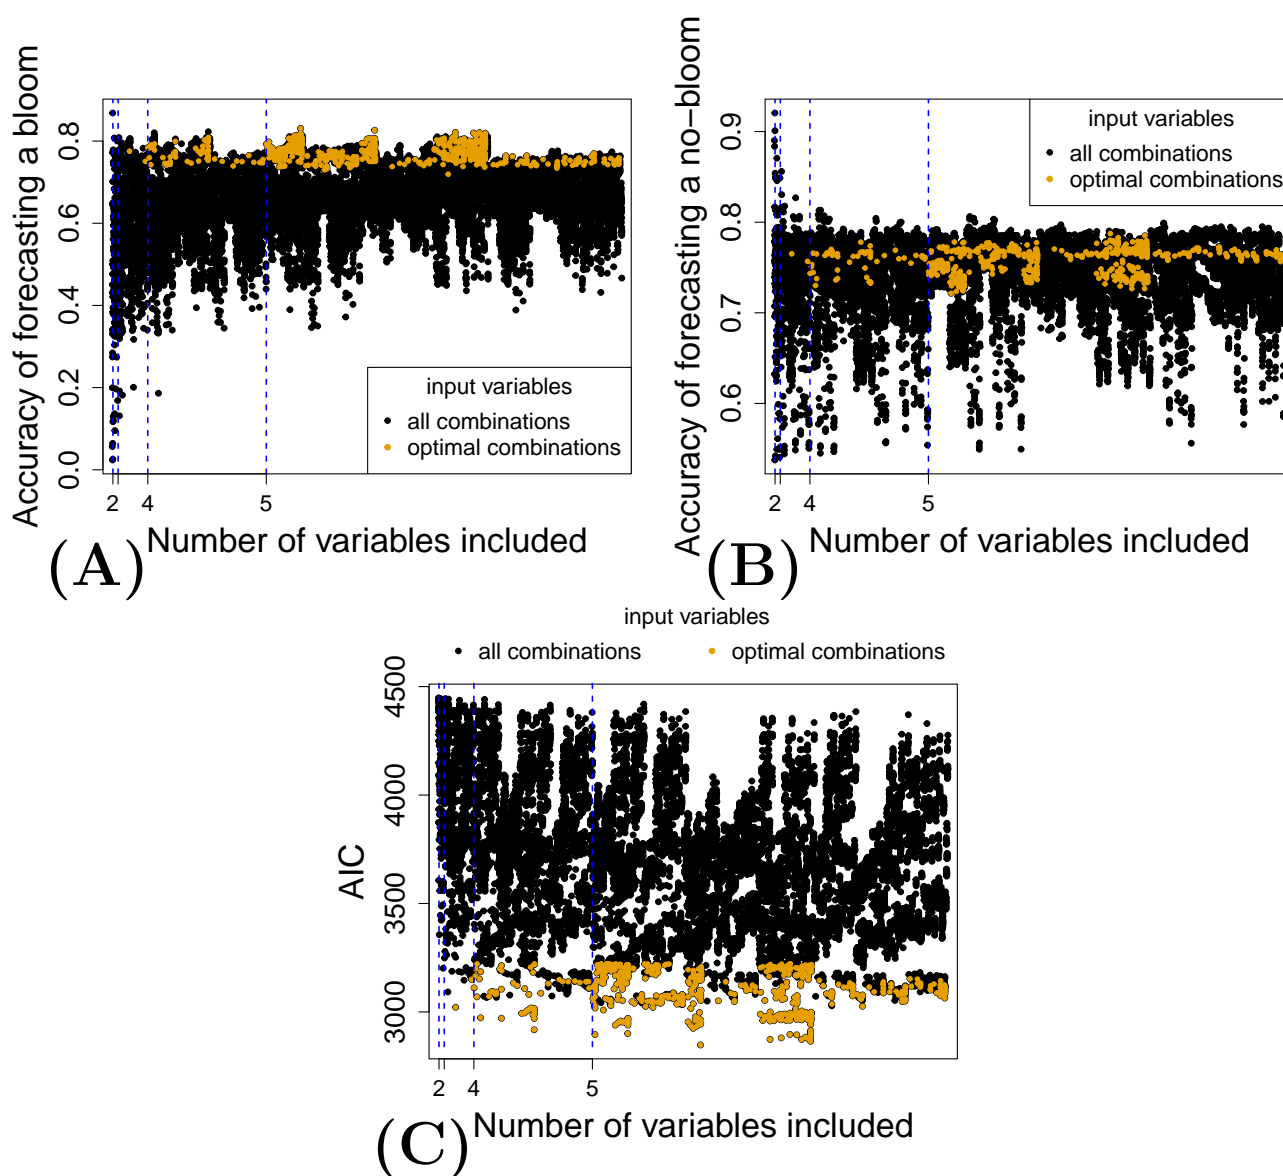 Accuracy of forecasting a bloom
0.0
0.2
0.4
0.6
0.8
input variables
all combinations
optimal combinations
2
4
5
Number of variables included
(A)
Accuracy of forecasting a no−bloom
0.6
0.7
0.8
0.9
input variables
all combinations
optimal combinations
2
4
5
Number of variables included
(B)
input variables
all combinations
optimal combinations
AIC
3000
3500
4000
4500
2
4
5
Number of variables included
(C)